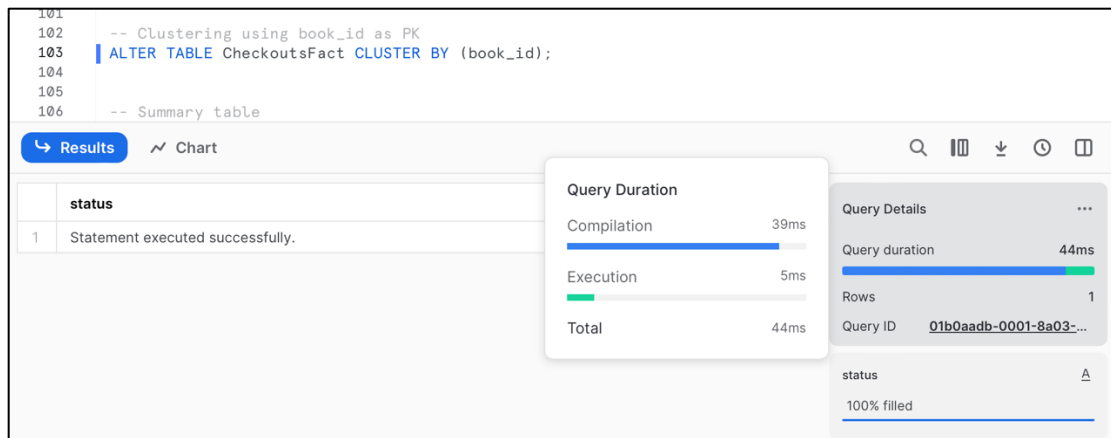 101
102 -- Clustering using book_id as PK
103 ALTER TABLE CheckoutsFact CLUSTER BY (book_id);
104
105
106 -- Summary table
Results Chart
status
1 Statement executed successfully.
Query Duration
Compilation 39ms
Execution 5ms
Total 44ms
Query Details ...
Query duration 44ms
Rows 1
Query ID 01b0aadb-0001-8a03-...
status A
100% filled